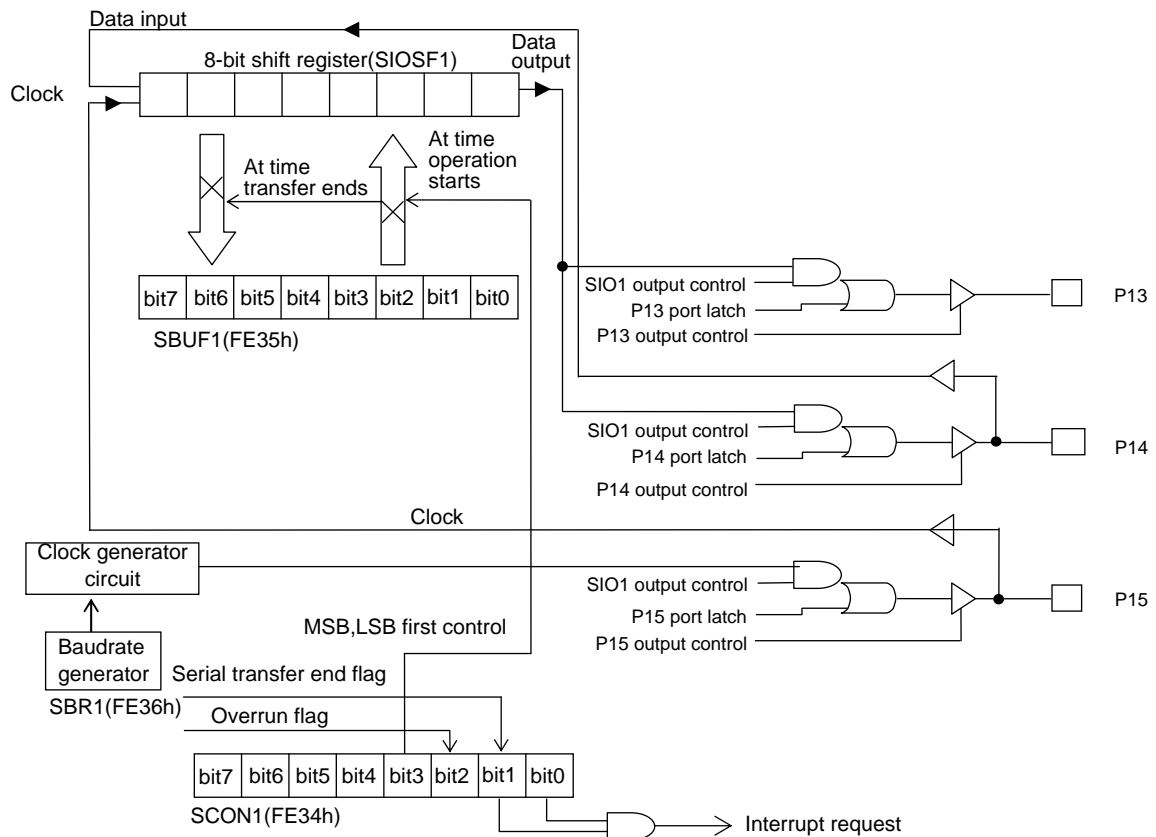 Data input
8-bit shift register(SIOSF1)
Data
output
Clock
At time
transfer ends
At time
operation
starts
bit7 bit6 bit5 bit4 bit3 bit2 bit1 bit0
SBUF1(FE35h)
SIO1 output control
P13 port latch
P13 output control
P13
SIO1 output control
P14 port latch
P14 output control
P14
Clock
Clock generator
circuit
SIO1 output control
P15 port latch
P15 output control
P15
Baudrate
generator
SBR1(FE36h)
MSB,LSB first control
Serial transfer end flag
Overrun flag
bit7 bit6 bit5 bit4 bit3 bit2 bit1 bit0
SCON1(FE34h)
Interrupt request